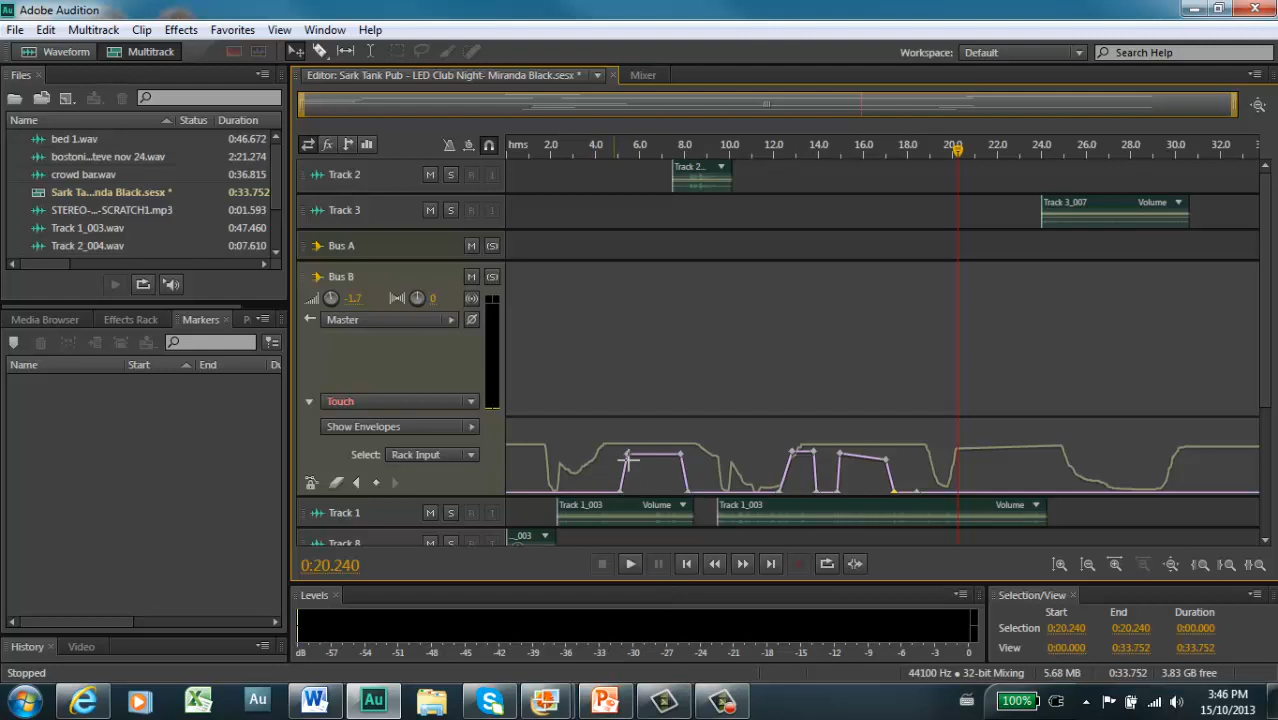 Adobe Audition
File Edit Multitrack Clip Effects Favorites View Window Help
Waveform Multitrack Workspace: Default Search Help
Files Editor: Sark Tank Pub - LED Club Night- Miranda Black.sesx * Mixer
Name Status Duration
bed 1.wav 0:46.672
bostoni...teve nov 24.wav 2:21.274
crowd bar.wav 0:36.815
Sark Ta...nda Black.sesx * 0:33.752
STEREO-...-SCRATCH1.mp3 0:01.593
Track 1_003.wav 0:47.460
Track 2_004.wav 0:07.610
Media Browser Effects Rack Markers
Name Start End
History Video
Stopped
fx hms 2.0 4.0 6.0 8.0 10.0 12.0 14.0 16.0 18.0 20.0 22.0 24.0 26.0 28.0 30.0 32.0
Track 2 M S R I Track 2...
Track 3 M S R I Track 3_007 Volume
Bus A M (S)
Bus B M (S)
-1.7 0
Master
Touch
Show Envelopes
Select: Rack Input
Track 1 M S R I Track 1_003 Volume Track 1_003 Volume
Track 8 M S R I ..._003
0:20.240
Levels
dB -57 -54 -51 -48 -45 -42 -39 -36 -33 -30 -27 -24 -21 -18 -15 -12 -9 -6 -3 0
Selection/View
Start End Duration
Selection 0:20.240 0:20.240 0:00.000
View 0:00.000 0:33.752 0:33.752
44100 Hz • 32-bit Mixing 5.68 MB 0:33.752 3.83 GB free
Au Au 100% 3:46 PM
15/10/2013